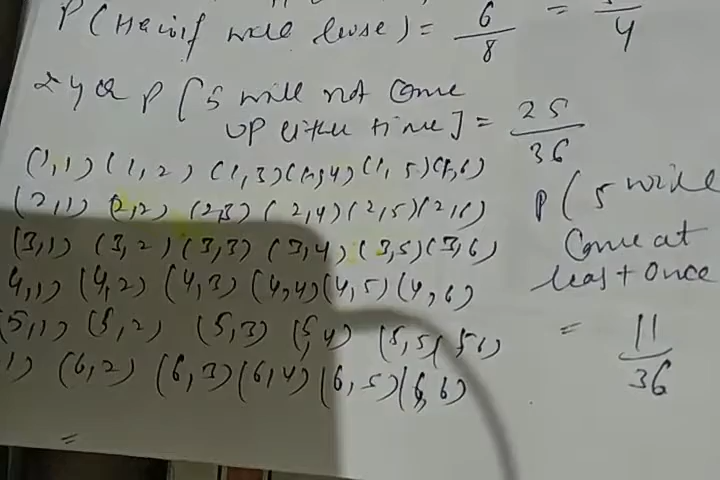 P(Hanif will lose) = 6/8 = 3/4
24 Q P[5 will not come
up either time] = 25/36
(1,1) (1,2) (1,3) (1,4) (1,5) (1,6)
(2,1) (2,2) (2,3) (2,4) (2,5) (2,6)
(3,1) (3,2) (3,3) (3,4) (3,5) (3,6)
4,1) (4,2) (4,3) (4,4) (4,5) (4,6)
5,1) (5,2) (5,3) (5,4) (5,5( 56)
1) (6,2) (6,3) (6,4) (6,5) (6,6)
=
P( 5 will
Come at
least once
= 11/36